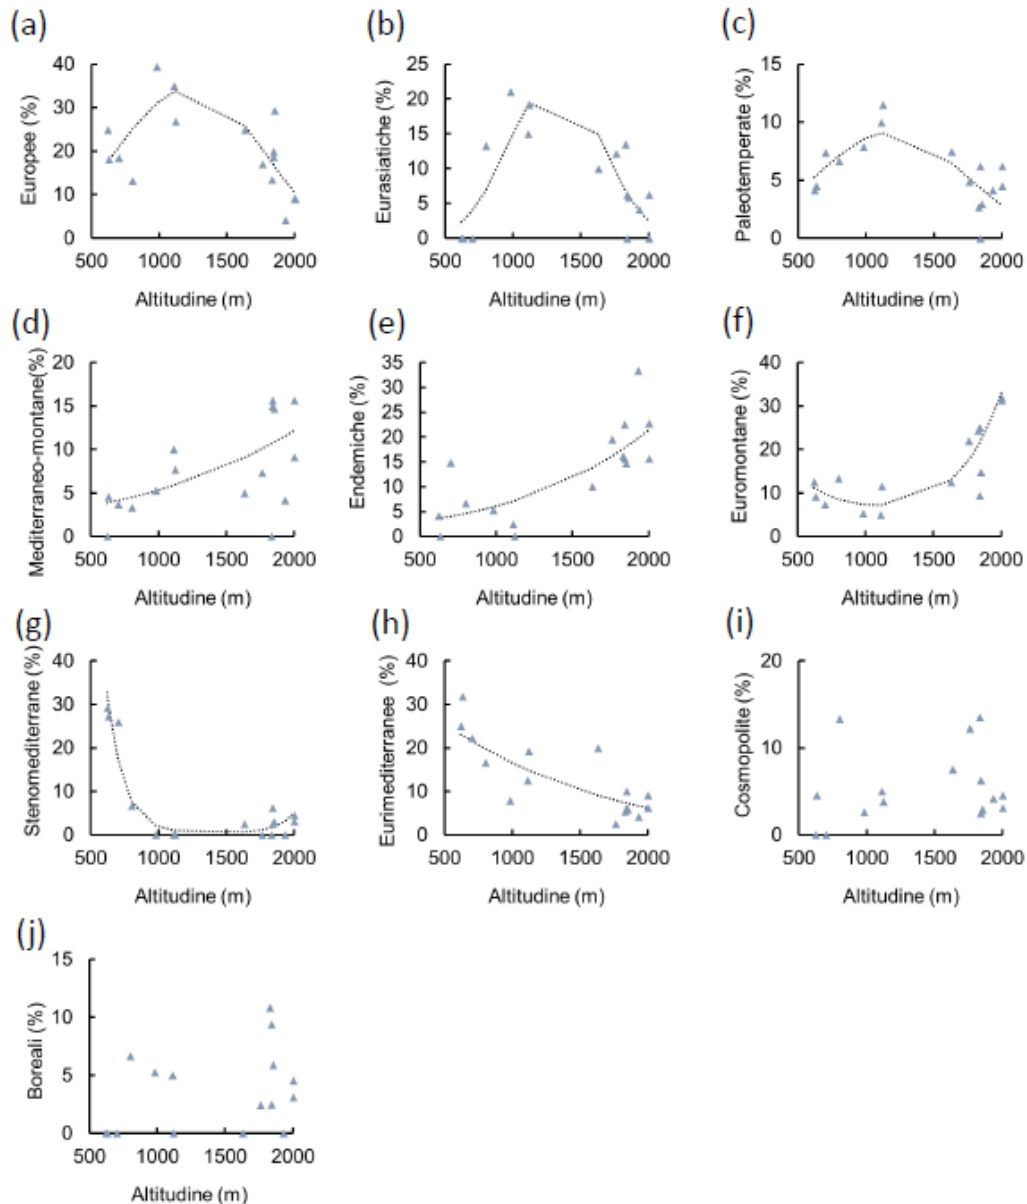 (a)
Europee (%)
40
30
20
10
0
500 1000 1500 2000
Altitudine (m)
(b)
Eurasiatiche (%)
25
20
15
10
5
0
500 1000 1500 2000
Altitudine (m)
(c)
Paleotemperate (%)
15
10
5
0
500 1000 1500 2000
Altitudine (m)
(d)
Mediterraneo-montane(%)
20
15
10
5
0
500 1000 1500 2000
Altitudine (m)
(e)
Endemiche (%)
35
30
25
20
15
10
5
0
500 1000 1500 2000
Altitudine (m)
(f)
Euromontane (%)
40
30
20
10
0
500 1000 1500 2000
Altitudine (m)
(g)
Stenomediterrane (%)
40
30
20
10
0
500 1000 1500 2000
Altitudine (m)
(h)
Eurimediterranee (%)
40
30
20
10
0
500 1000 1500 2000
Altitudine (m)
(i)
Cosmopolite (%)
20
10
0
500 1000 1500 2000
Altitudine (m)
(j)
Boreali (%)
15
10
5
0
500 1000 1500 2000
Altitudine (m)